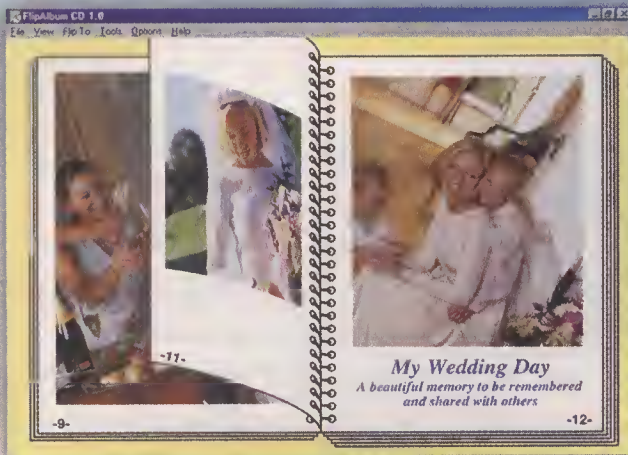 FlipAlbum CD 1.0
File View Flip To Tools Options Help
-9-
-11-
My Wedding Day
A beautiful memory to be remembered
and shared with others
-12-